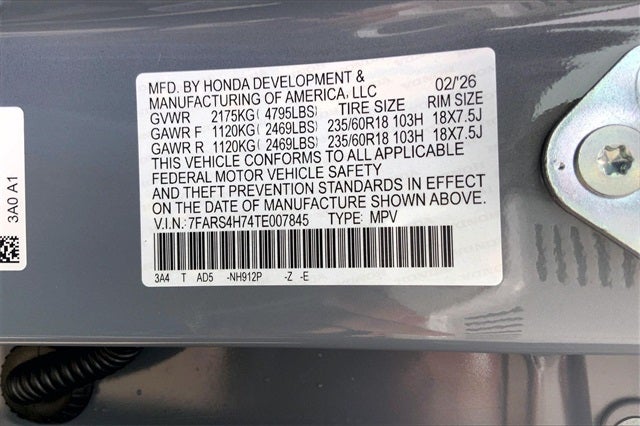 MFD. BY HONDA DEVELOPMENT &
MANUFACTURING OF AMERICA, LLC 02/'26
GVWR 2175KG ( 4795LBS) TIRE SIZE RIM SIZE
GAWR F 1120KG ( 2469LBS) 235/60R18 103H 18X7.5J
GAWR R 1120KG ( 2469LBS) 235/60R18 103H 18X7.5J
THIS VEHICLE CONFORMS TO ALL APPLICABLE
FEDERAL MOTOR VEHICLE SAFETY
AND THEFT PREVENTION STANDARDS IN EFFECT
ON THE DATE OF MANUFACTURE SHOWN ABOVE.
V.I.N.: 7FARS4H74TE007845 TYPE: MPV
3A4 T AD5 -NH912P -Z -E
3A0 A1